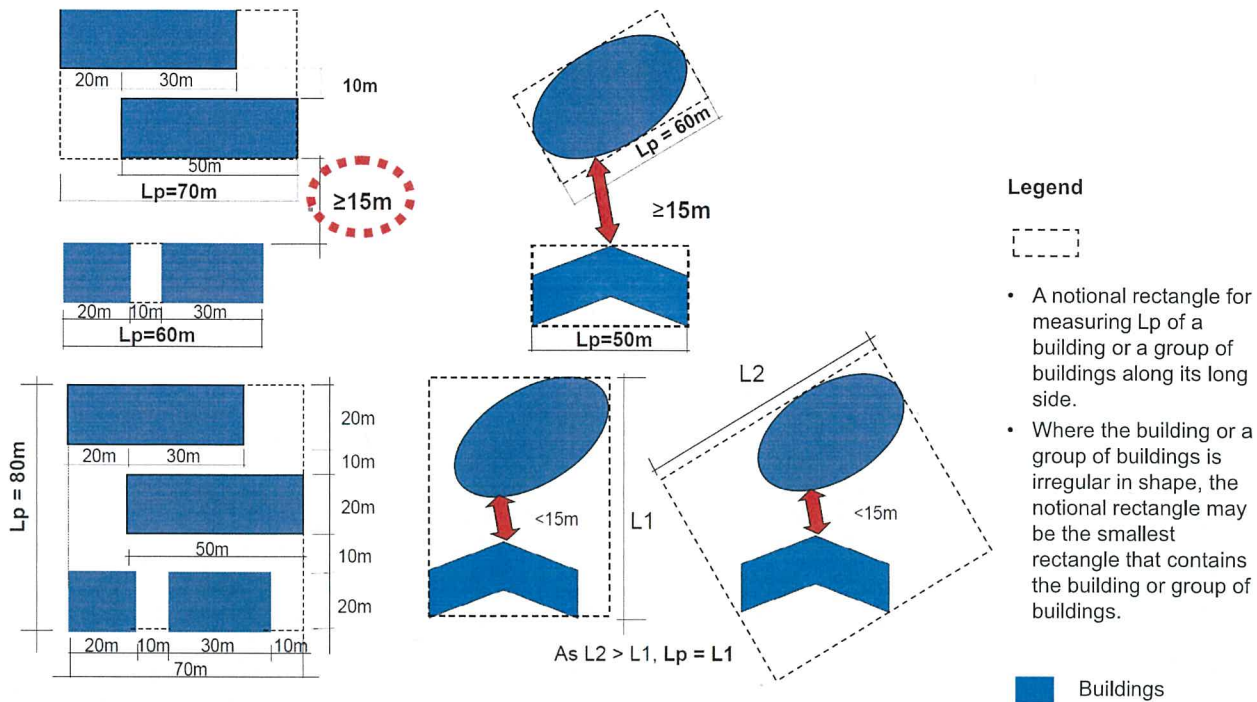 20m
30m
10m
50m
Lp=70m
≥15m
20m
10m
30m
Lp=60m
Lp = 60m
≥15m
Lp=50m
Lp = 80m
20m
30m
20m
10m
20m
50m
10m
20m
20m
10m
30m
10m
70m
<15m
L1
L2
<15m
As L2 > L1, Lp = L1
Legend
• A notional rectangle for
measuring Lp of a
building or a group of
buildings along its long
side.
• Where the building or a
group of buildings is
irregular in shape, the
notional rectangle may
be the smallest
rectangle that contains
the building or group of
buildings.
Buildings